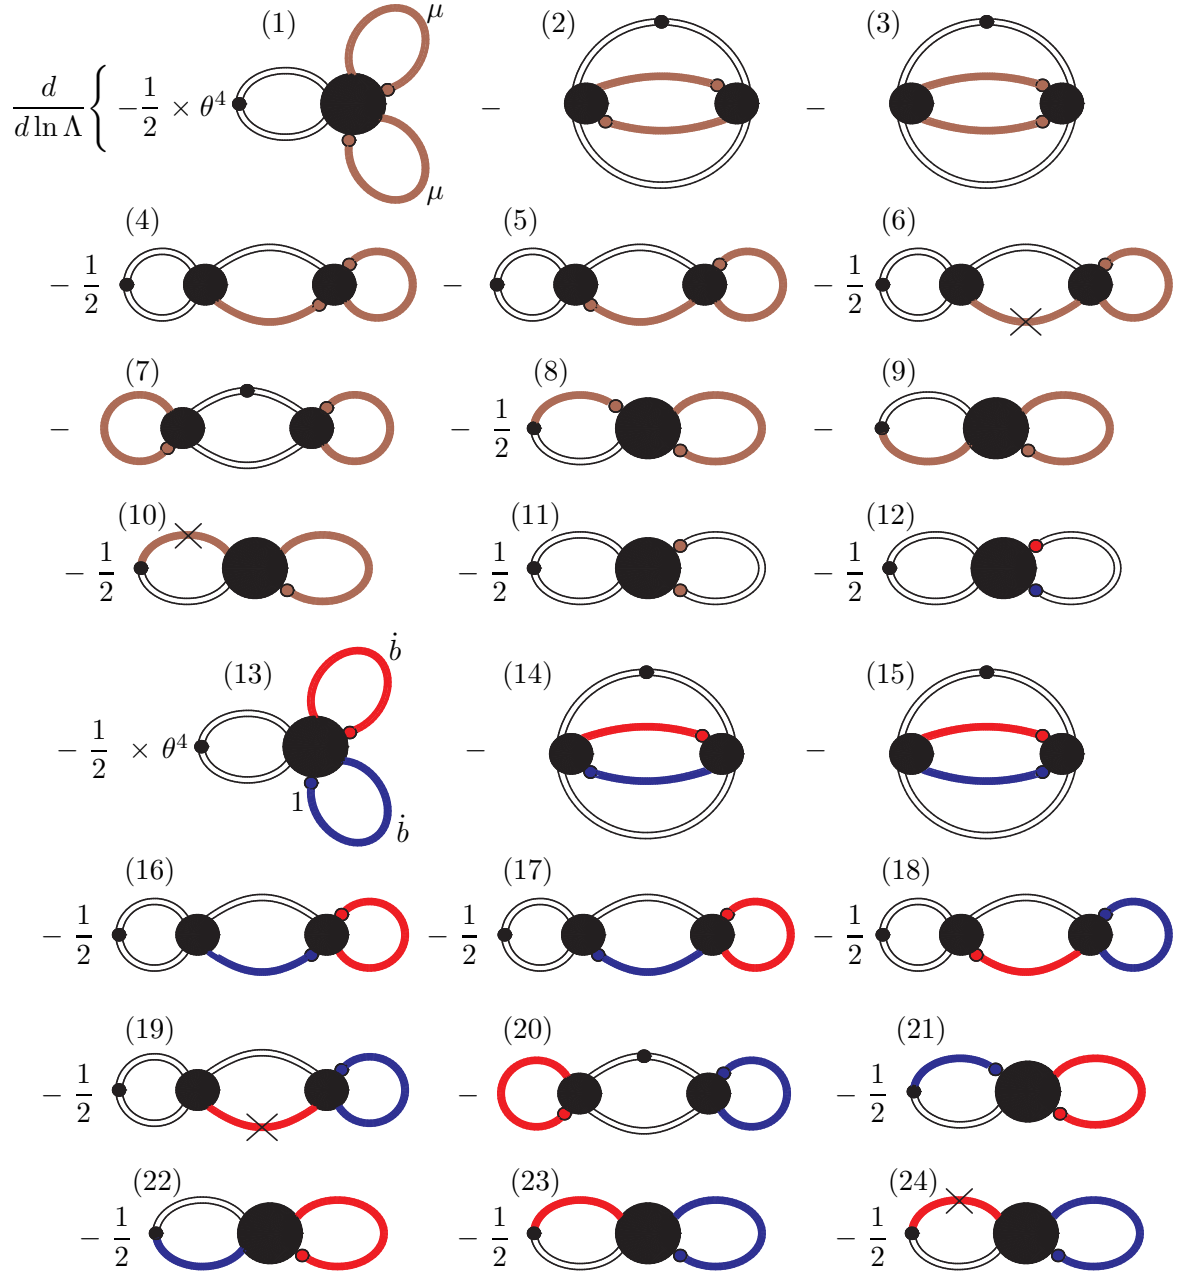 (1) μ (2) (3)
d/(d ln Λ) { − 1/2 × θ⁴ − −
μ
(4) (5) (6)
− 1/2 − − 1/2
(7) (8) (9)
− − 1/2 −
(10) (11) (12)
− 1/2 − 1/2 − 1/2
(13) ḃ (14) (15)
− 1/2 × θ⁴ − −
1 ḃ
(16) (17) (18)
− 1/2 − 1/2 − 1/2
(19) (20) (21)
− 1/2 − − 1/2
(22) (23) (24)
− 1/2 − 1/2 − 1/2